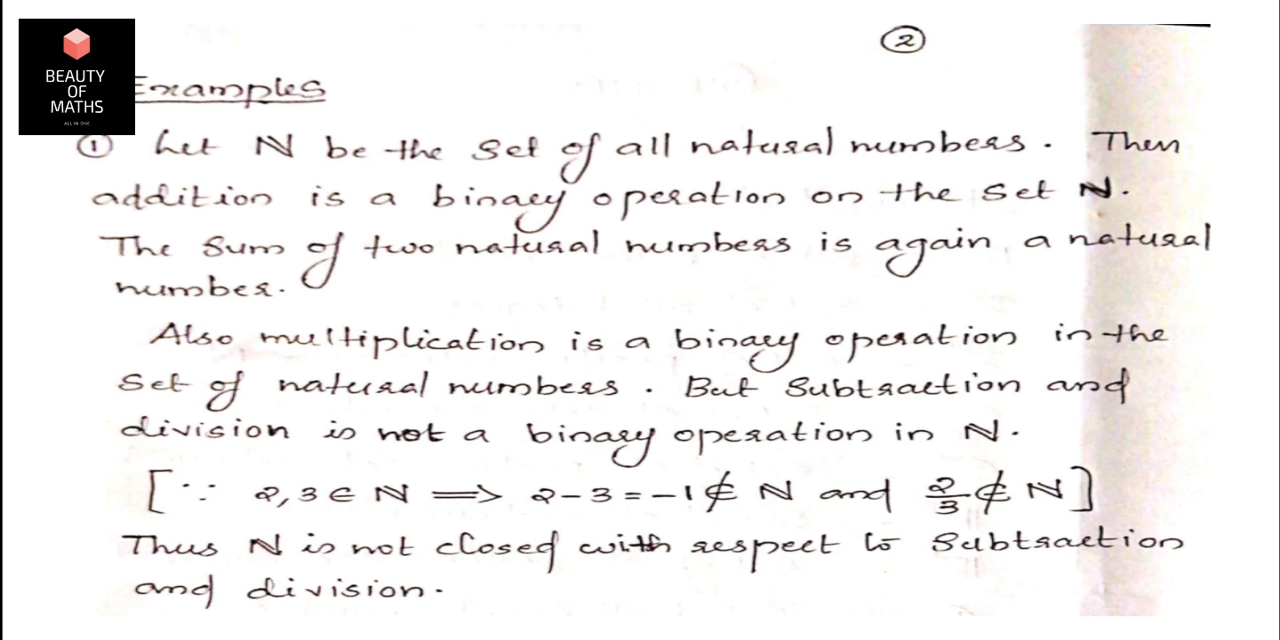 ②
BEAUTY
OF
MATHS
ALL IN ONE
Examples
① Let N be the set of all natural numbers. Then
addition is a binary operation on the set N.
The sum of two natural numbers is again a natural
number.
Also multiplication is a binary operation in the
set of natural numbers. But subtraction and
division is not a binary operation in N.
[∵ 2,3 ∈ N ⟹ 2-3 = -1 ∉ N and 2/3 ∉ N]
Thus N is not closed with respect to subtraction
and division.